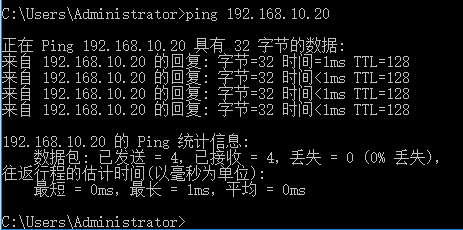 C:\Users\Administrator>ping 192.168.10.20
正在 Ping 192.168.10.20 具有 32 字节的数据:
来自 192.168.10.20 的回复: 字节=32 时间=1ms TTL=128
来自 192.168.10.20 的回复: 字节=32 时间<1ms TTL=128
来自 192.168.10.20 的回复: 字节=32 时间<1ms TTL=128
来自 192.168.10.20 的回复: 字节=32 时间<1ms TTL=128
192.168.10.20 的 Ping 统计信息:
数据包: 已发送 = 4, 已接收 = 4, 丢失 = 0 (0% 丢失),
往返行程的估计时间(以毫秒为单位):
最短 = 0ms, 最长 = 1ms, 平均 = 0ms
C:\Users\Administrator>